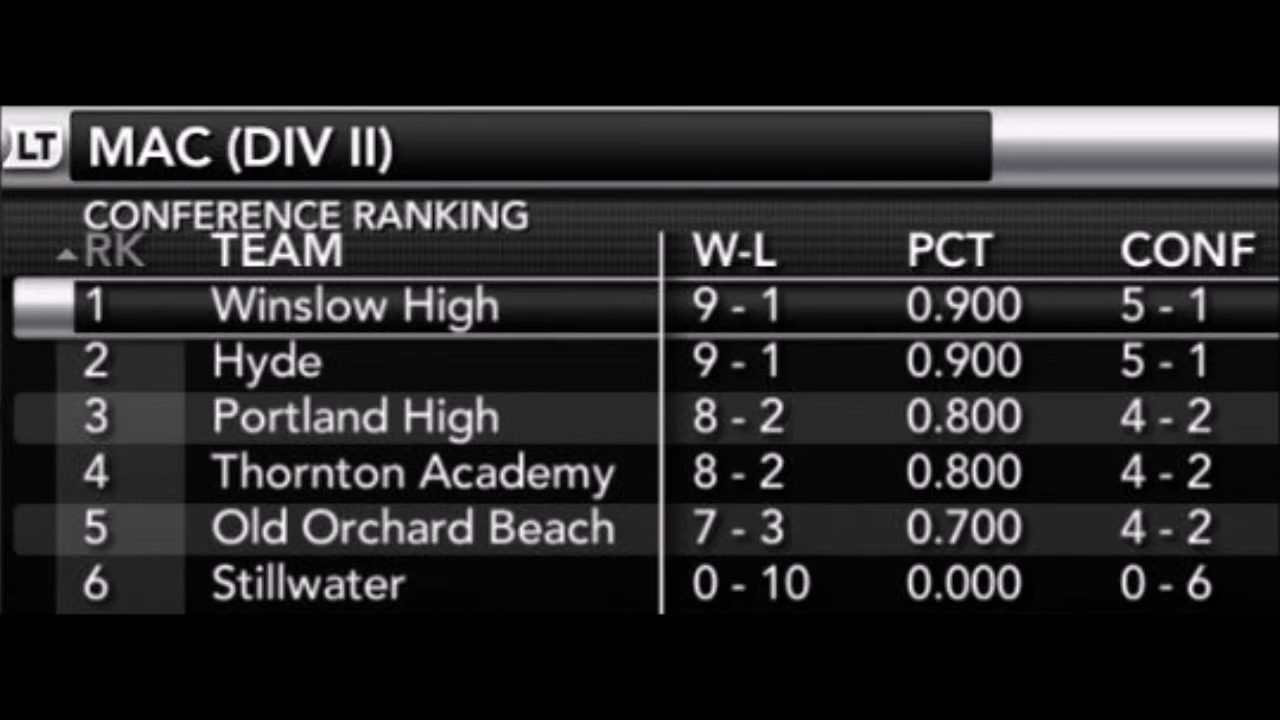 LT MAC (DIV II)
CONFERENCE RANKING
RK TEAM W-L PCT CONF
1 Winslow High 9 - 1 0.900 5 - 1
2 Hyde 9 - 1 0.900 5 - 1
3 Portland High 8 - 2 0.800 4 - 2
4 Thornton Academy 8 - 2 0.800 4 - 2
5 Old Orchard Beach 7 - 3 0.700 4 - 2
6 Stillwater 0 - 10 0.000 0 - 6